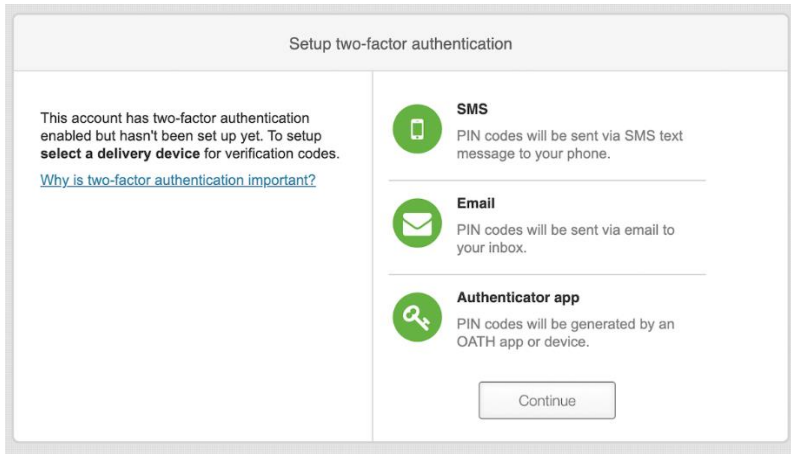 Setup two-factor authentication
This account has two-factor authentication
enabled but hasn't been set up yet. To setup
select a delivery device for verification codes.
Why is two-factor authentication important?
SMS
PIN codes will be sent via SMS text
message to your phone.
Email
PIN codes will be sent via email to
your inbox.
Authenticator app
PIN codes will be generated by an
OATH app or device.
Continue